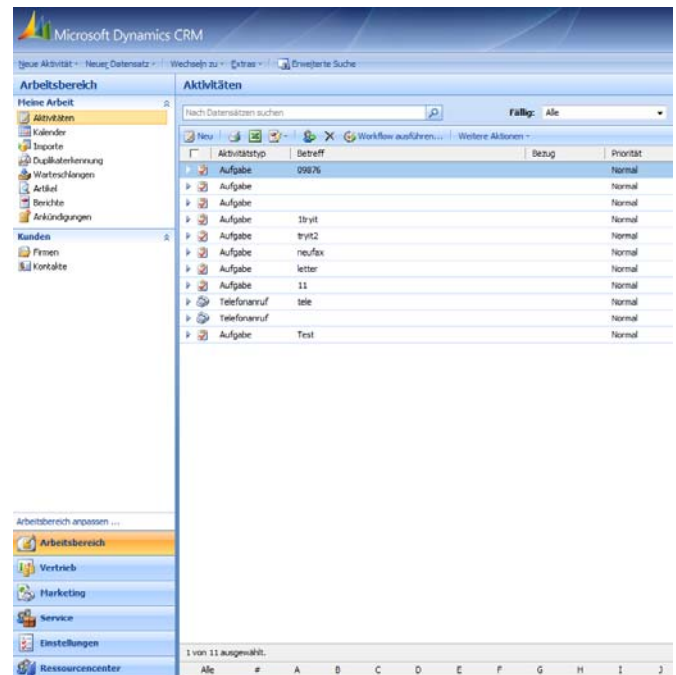 Microsoft Dynamics CRM
Neue Aktivität Neuer Datensatz Wechseln zu Extras Erweiterte Suche
Arbeitsbereich
Meine Arbeit
Aktivitäten
Kalender
Importe
Duplikaterkennung
Warteschlangen
Artikel
Berichte
Ankündigungen
Kunden
Firmen
Kontakte
Arbeitsbereich anpassen ...
Arbeitsbereich
Vertrieb
Marketing
Service
Einstellungen
Ressourcencenter
Aktivitäten
Nach Datensätzen suchen Fällig: Alle
Neu Workflow ausführen... Weitere Aktionen
Aktivitätstyp Betreff Bezug Priorität
Aufgabe 09876 Normal
Aufgabe Normal
Aufgabe Normal
Aufgabe 1tryit Normal
Aufgabe tryit2 Normal
Aufgabe neufax Normal
Aufgabe letter Normal
Aufgabe 11 Normal
Telefonanruf tele Normal
Telefonanruf Normal
Aufgabe Test Normal
1 von 11 ausgewählt.
Alle # A B C D E F G H I J